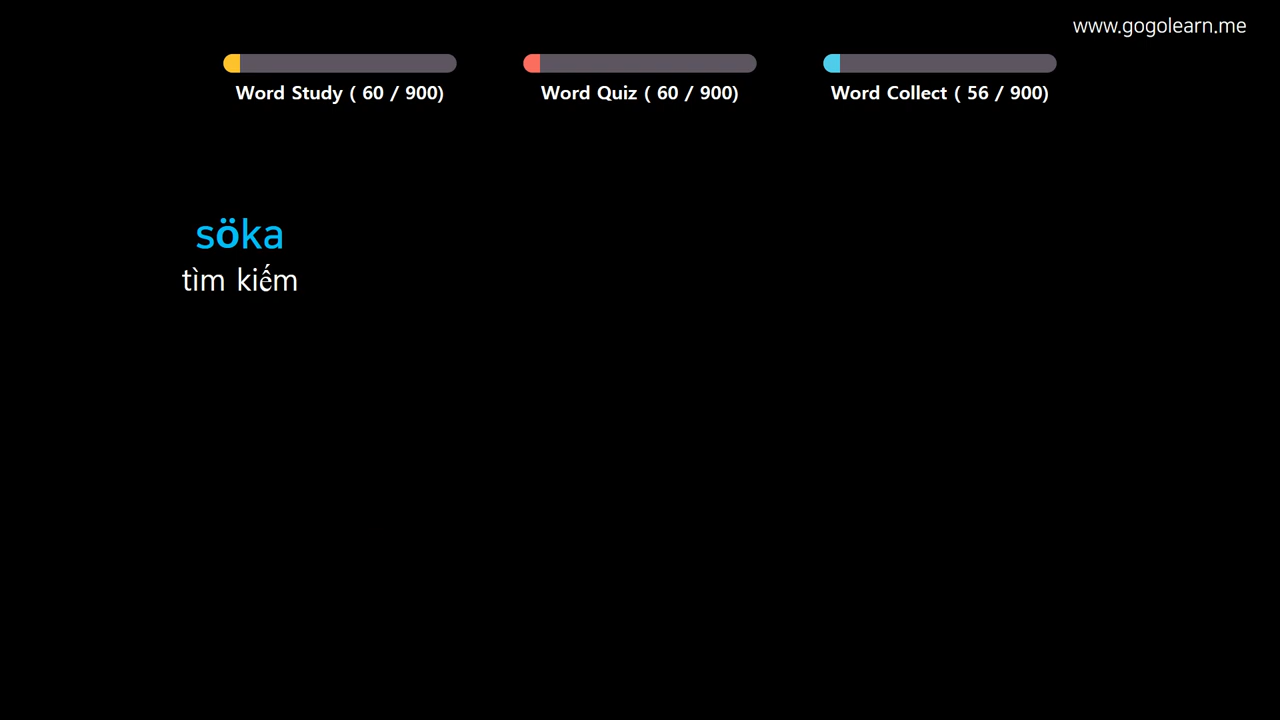 www.gogolearn.me
Word Study ( 60 / 900)
Word Quiz ( 60 / 900)
Word Collect ( 56 / 900)
söka
tìm kiếm